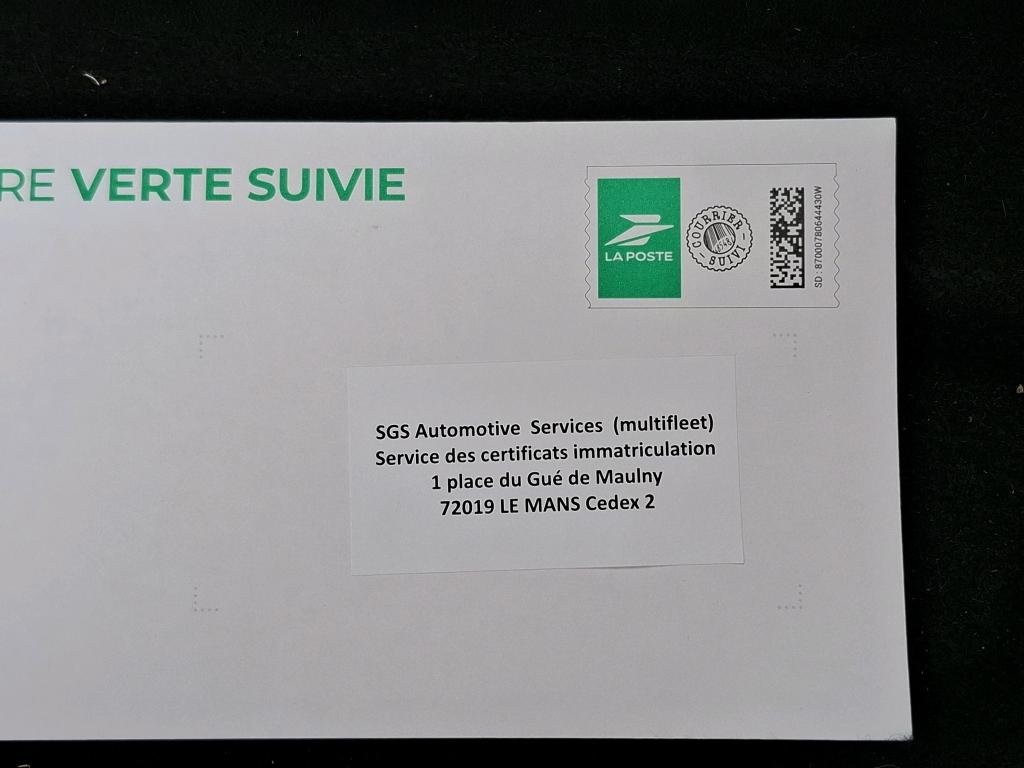 RE VERTE SUIVIE
LA POSTE
COURRIER
SUIVI
SD : 87000780644430W
SGS Automotive Services (multifleet)
Service des certificats immatriculation
1 place du Gué de Maulny
72019 LE MANS Cedex 2